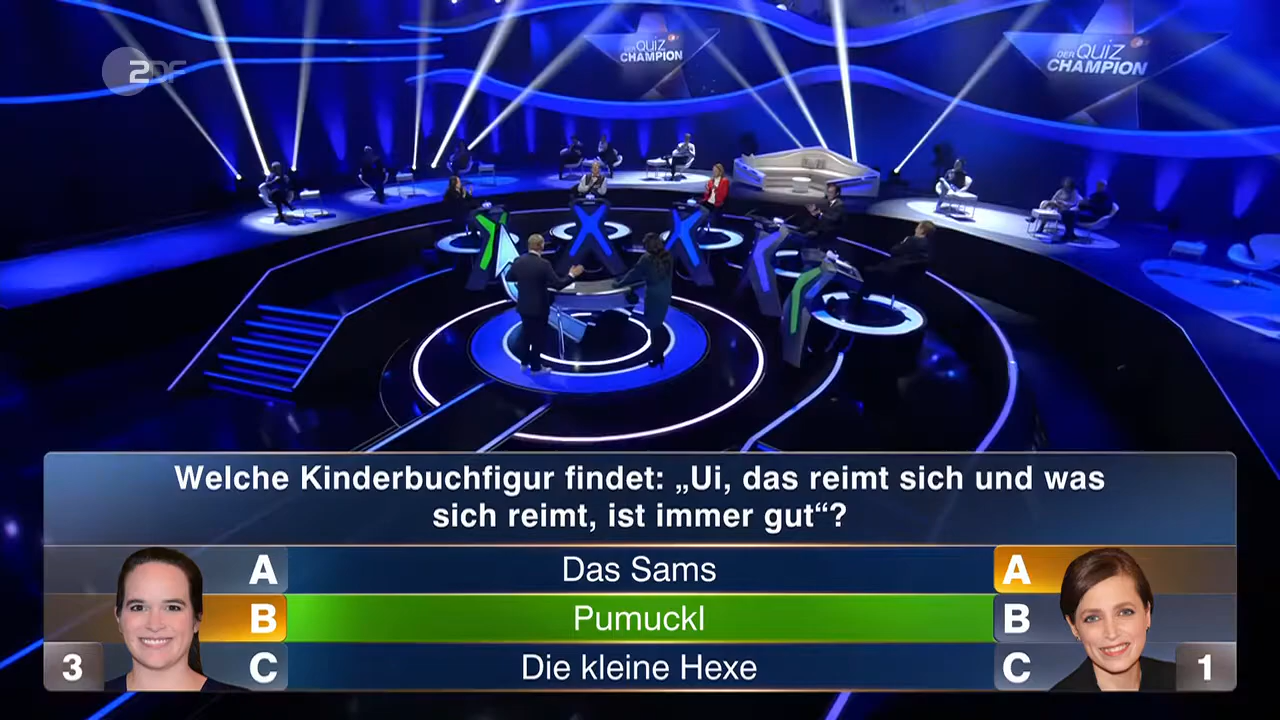 ZDF
DER QUIZ
CHAMPION
DER QUIZ
CHAMPION
Welche Kinderbuchfigur findet: „Ui, das reimt sich und was
sich reimt, ist immer gut“?
A Das Sams A
B Pumuckl B
3 C Die kleine Hexe C 1